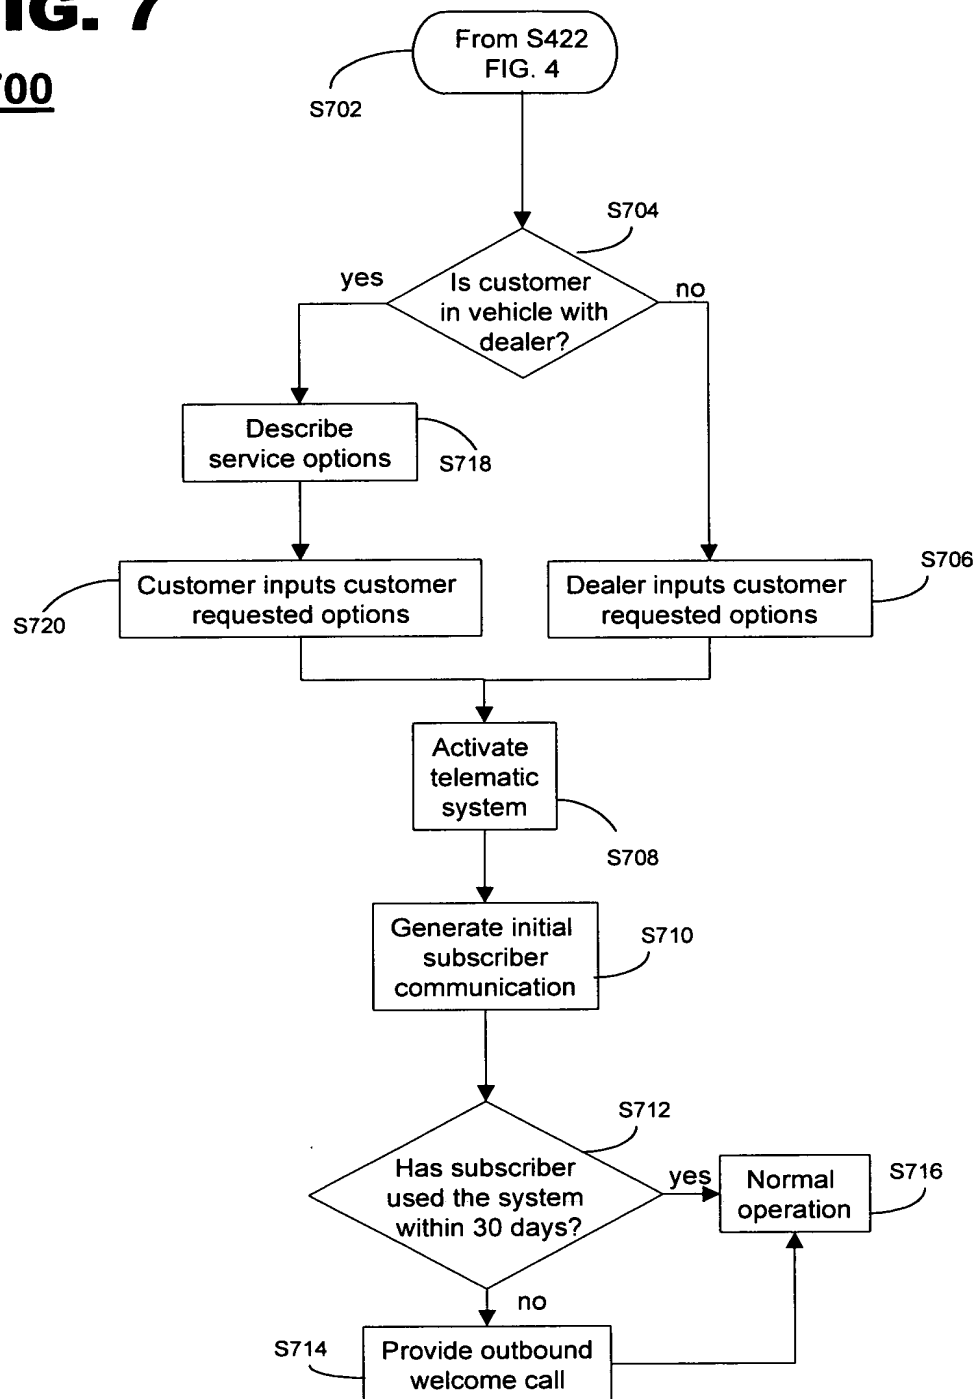 FIG. 7
700
From S422
FIG. 4
S702
S704
yes
Is customer
in vehicle with
dealer?
no
Describe
service options
S718
S706
Customer inputs customer
requested options
Dealer inputs customer
requested options
S720
Activate
telematic
system
S708
Generate initial
subscriber
communication
S710
S712
Has subscriber
used the system
within 30 days?
yes
Normal
operation
S716
no
S714
Provide outbound
welcome call